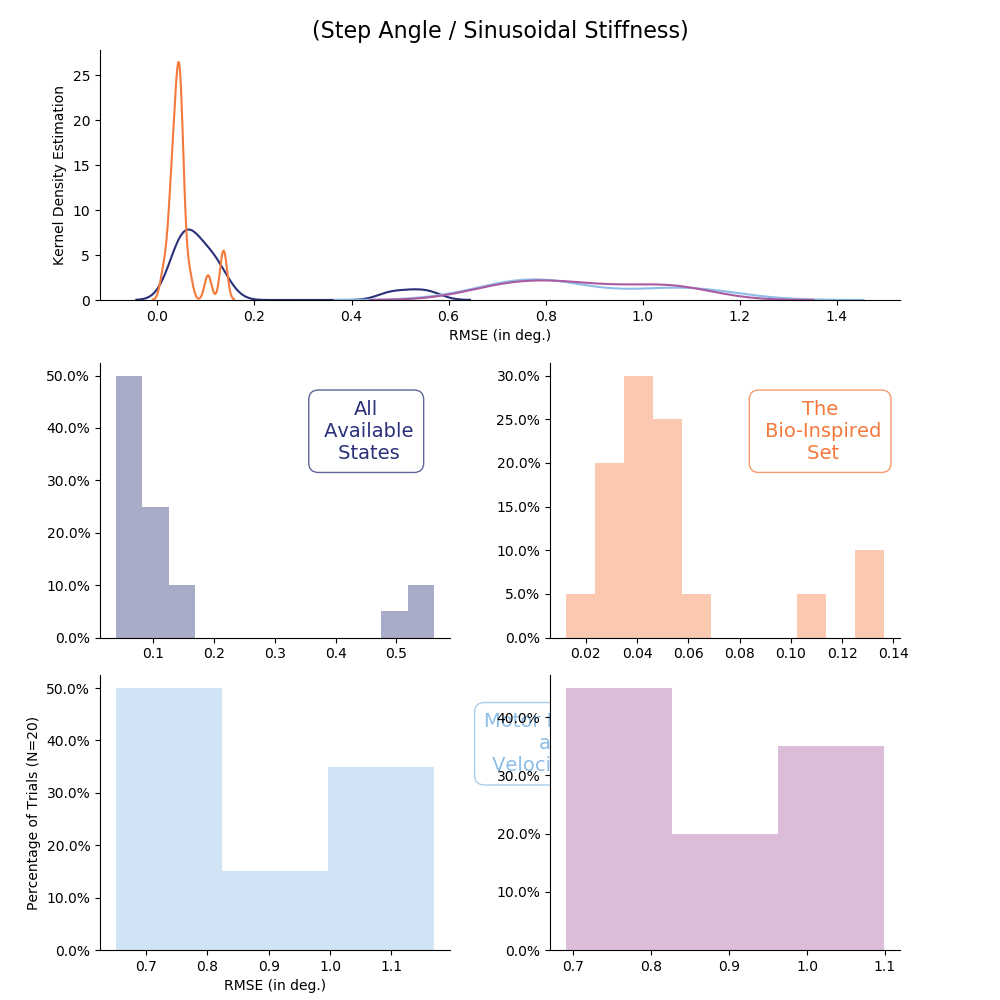 (Step Angle / Sinusoidal Stiffness)
25
20
15
10
5
0
Kernel Density Estimation
0.0 0.2 0.4 0.6 0.8 1.0 1.2 1.4
RMSE (in deg.)
50.0%
40.0%
30.0%
20.0%
10.0%
0.0%
All
Available
States
0.1 0.2 0.3 0.4 0.5
30.0%
25.0%
20.0%
15.0%
10.0%
5.0%
0.0%
The
Bio-Inspired
Set
0.02 0.04 0.06 0.08 0.10 0.12 0.14
50.0%
40.0%
30.0%
20.0%
10.0%
0.0%
Percentage of Trials (N=20)
0.7 0.8 0.9 1.0 1.1
RMSE (in deg.)
Motor
40.0%
30.0%
20.0%
10.0%
0.0%
0.7 0.8 0.9 1.0 1.1